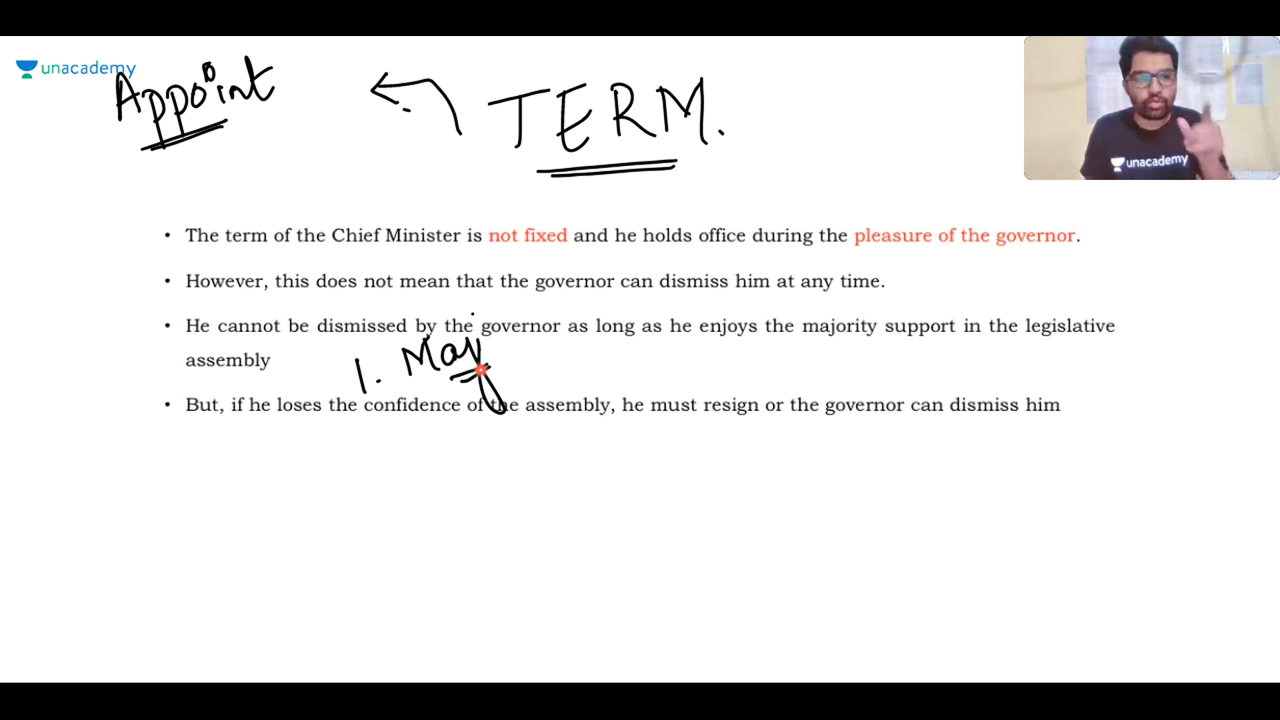 unacademy
Appoint
TERM.
unacademy
• The term of the Chief Minister is not fixed and he holds office during the pleasure of the governor.
• However, this does not mean that the governor can dismiss him at any time.
• He cannot be dismissed by the governor as long as he enjoys the majority support in the legislative
assembly
1. May
• But, if he loses the confidence of the assembly, he must resign or the governor can dismiss him